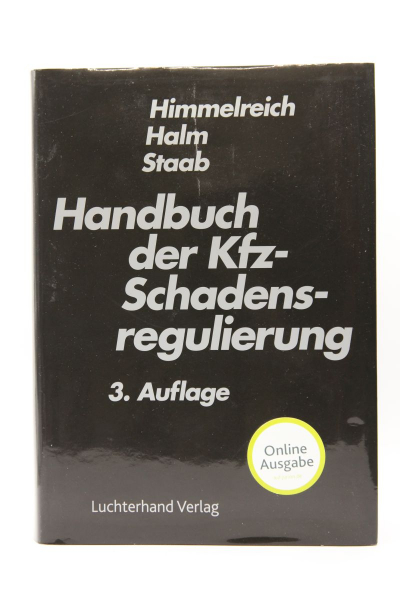 Himmelreich
Halm
Staab
Handbuch
der Kfz-
Schadens-
regulierung
3. Auflage
Online
Ausgabe
Luchterhand Verlag